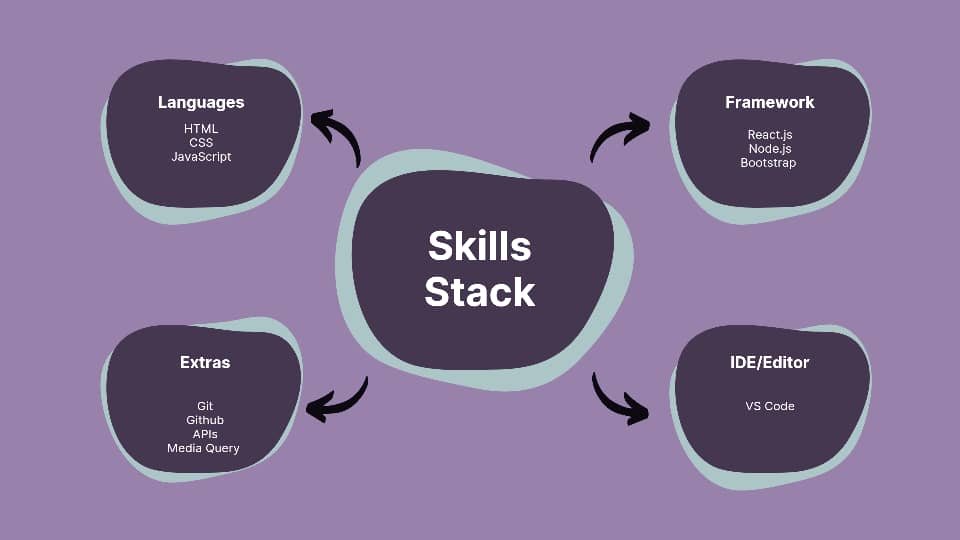 Languages
HTML
CSS
JavaScript
Framework
React.js
Node.js
Bootstrap
Skills
Stack
Extras
Git
Github
APIs
Media Query
IDE/Editor
VS Code